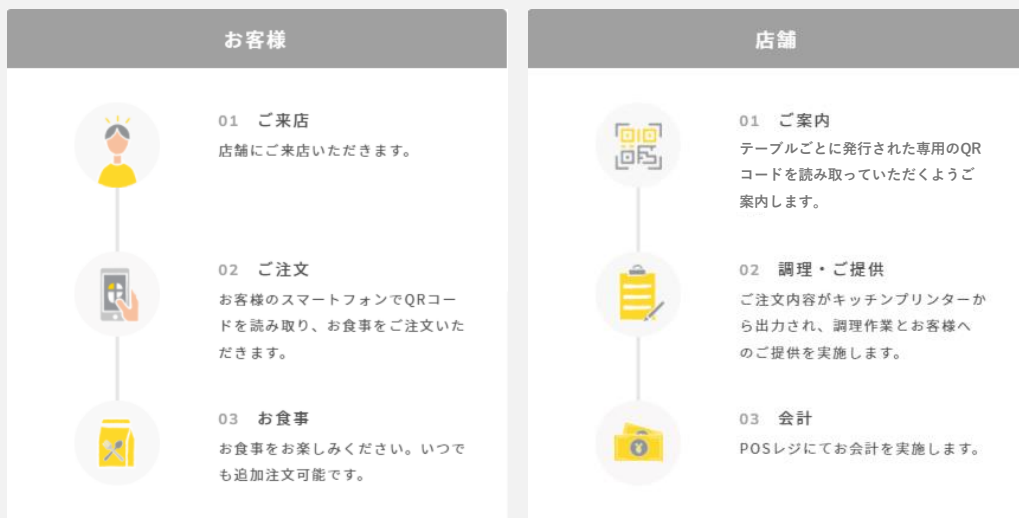 お客様
01 ご来店
店舗にご来店いただきます。
02 ご注文
お客様のスマートフォンでQRコー
ドを読み取り、お食事をご注文いた
だきます。
03 お食事
お食事をお楽しみください。いつで
も追加注文可能です。
店舗
01 ご案内
テーブルごとに発行された専用のQR
コードを読み取っていただくようご
案内します。
02 調理・ご提供
ご注文内容がキッチンプリンターか
ら出力され、調理作業とお客様へ
のご提供を実施します。
03 会計
POSレジにてお会計を実施します。
¥